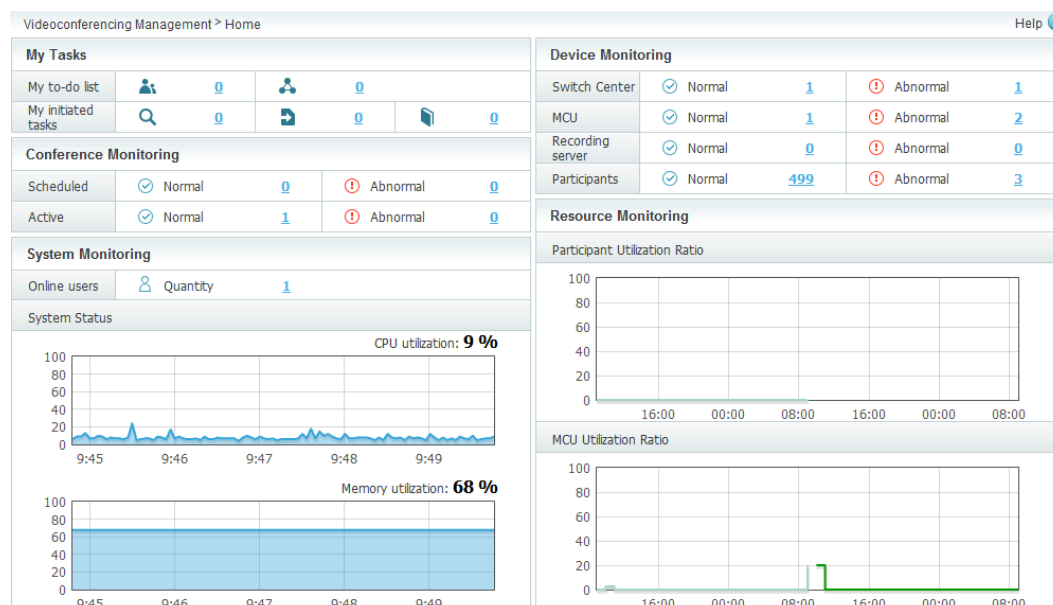 Videoconferencing Management > Home
Help
My Tasks
My to-do list 0 0
My initiated tasks 0 0 0
Conference Monitoring
Scheduled Normal 0 Abnormal 0
Active Normal 1 Abnormal 0
System Monitoring
Online users Quantity 1
System Status
CPU utilization: 9 %
100
80
60
40
20
0
9:45 9:46 9:47 9:48 9:49
Memory utilization: 68 %
100
80
60
40
20
0
9:45 9:46 9:47 9:48 9:49
Device Monitoring
Switch Center Normal 1 Abnormal 1
MCU Normal 1 Abnormal 2
Recording server Normal 0 Abnormal 0
Participants Normal 499 Abnormal 3
Resource Monitoring
Participant Utilization Ratio
100
80
60
40
20
0
16:00 00:00 08:00 16:00 00:00 08:00
MCU Utilization Ratio
100
80
60
40
20
0
16:00 00:00 08:00 16:00 00:00 08:00